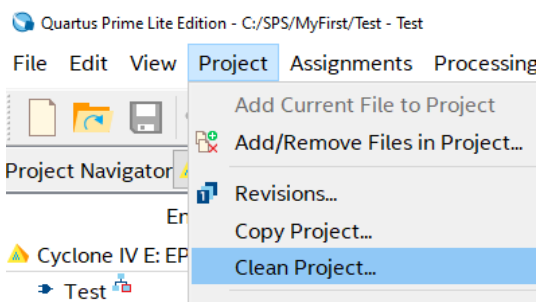 Quartus Prime Lite Edition - C:/SPS/MyFirst/Test - Test
File Edit View Project Assignments Processing
Add Current File to Project
Add/Remove Files in Project...
Project Navigator
Revisions...
Copy Project...
Cyclone IV E: EP
Clean Project...
Test